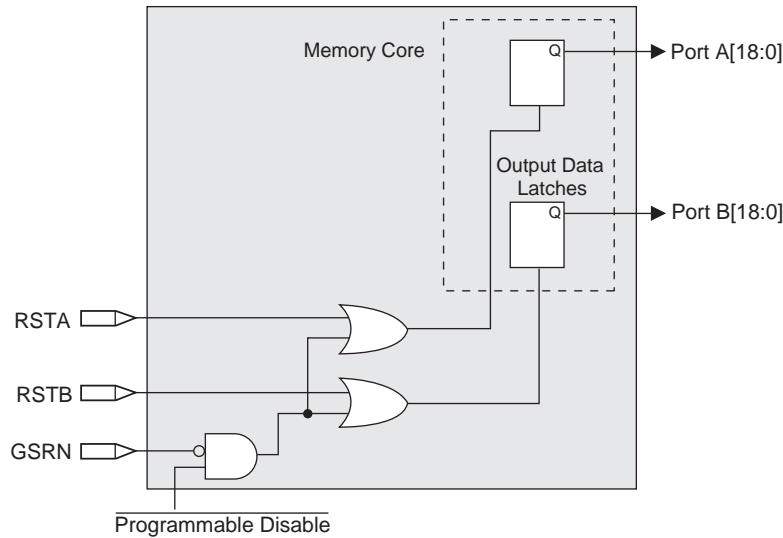 Memory Core
Q
Port A[18:0]
Output Data
Latches
Q
Port B[18:0]
RSTA
RSTB
GSRN
Programmable Disable